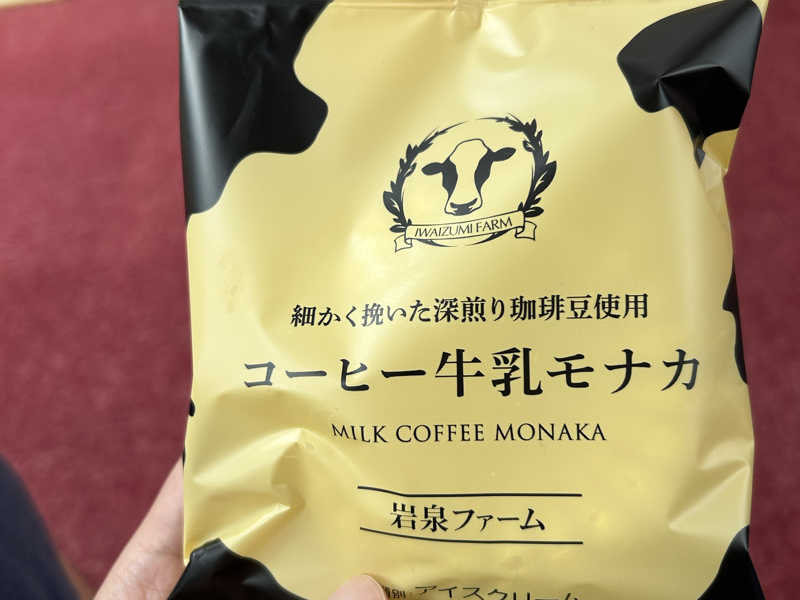 IWAIZUMI FARM
細かく挽いた深煎り珈琲豆使用
コーヒー牛乳モナカ
MILK COFFEE MONAKA
岩泉ファーム
別 アイスクリーム